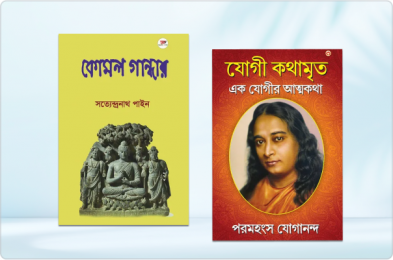 কোমল গান্ধার
সত্যেন্দ্রনাথ পাইন
যোগী কথামৃত
এক যোগীর আত্মকথা
পরমহংস যোগানন্দ